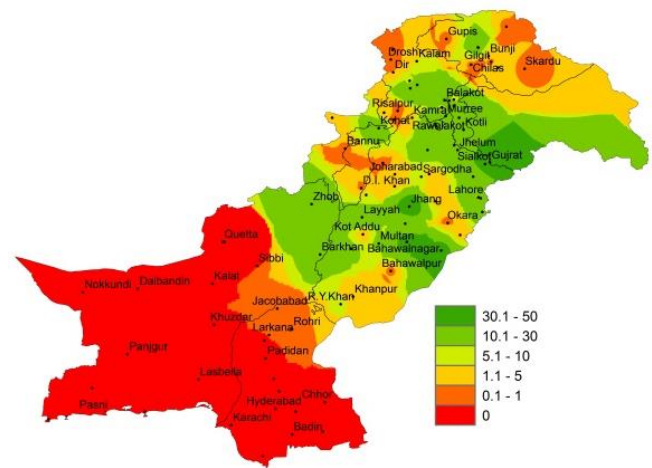 Gupis
Drosh Kalam
Gilgit Bunji
Dir
Chilas
Skardu
Balakot
Risalpur
Kamra Murree
Kohat
Rawalakot Kotli
Bannu
Jhelum
Sialkot Gujrat
Joharabad
Sargodha
D.I. Khan
Zhob
Lahore
Jhang
Layyah
Okara
Kot Addu
Quetta
Multan
Barkhan
Bahawalnagar
Sibbi
Bahawalpur
Kalat
Nokkundi Dalbandin
Khanpur
R.Y.Khan
Jacobabad
Khuzdar
Rohri
Larkana
Padidan
Panjgur
Lasbella
Pasni
Hyderabad
Chhor
Karachi
Badin
30.1 - 50
10.1 - 30
5.1 - 10
1.1 - 5
0.1 - 1
0